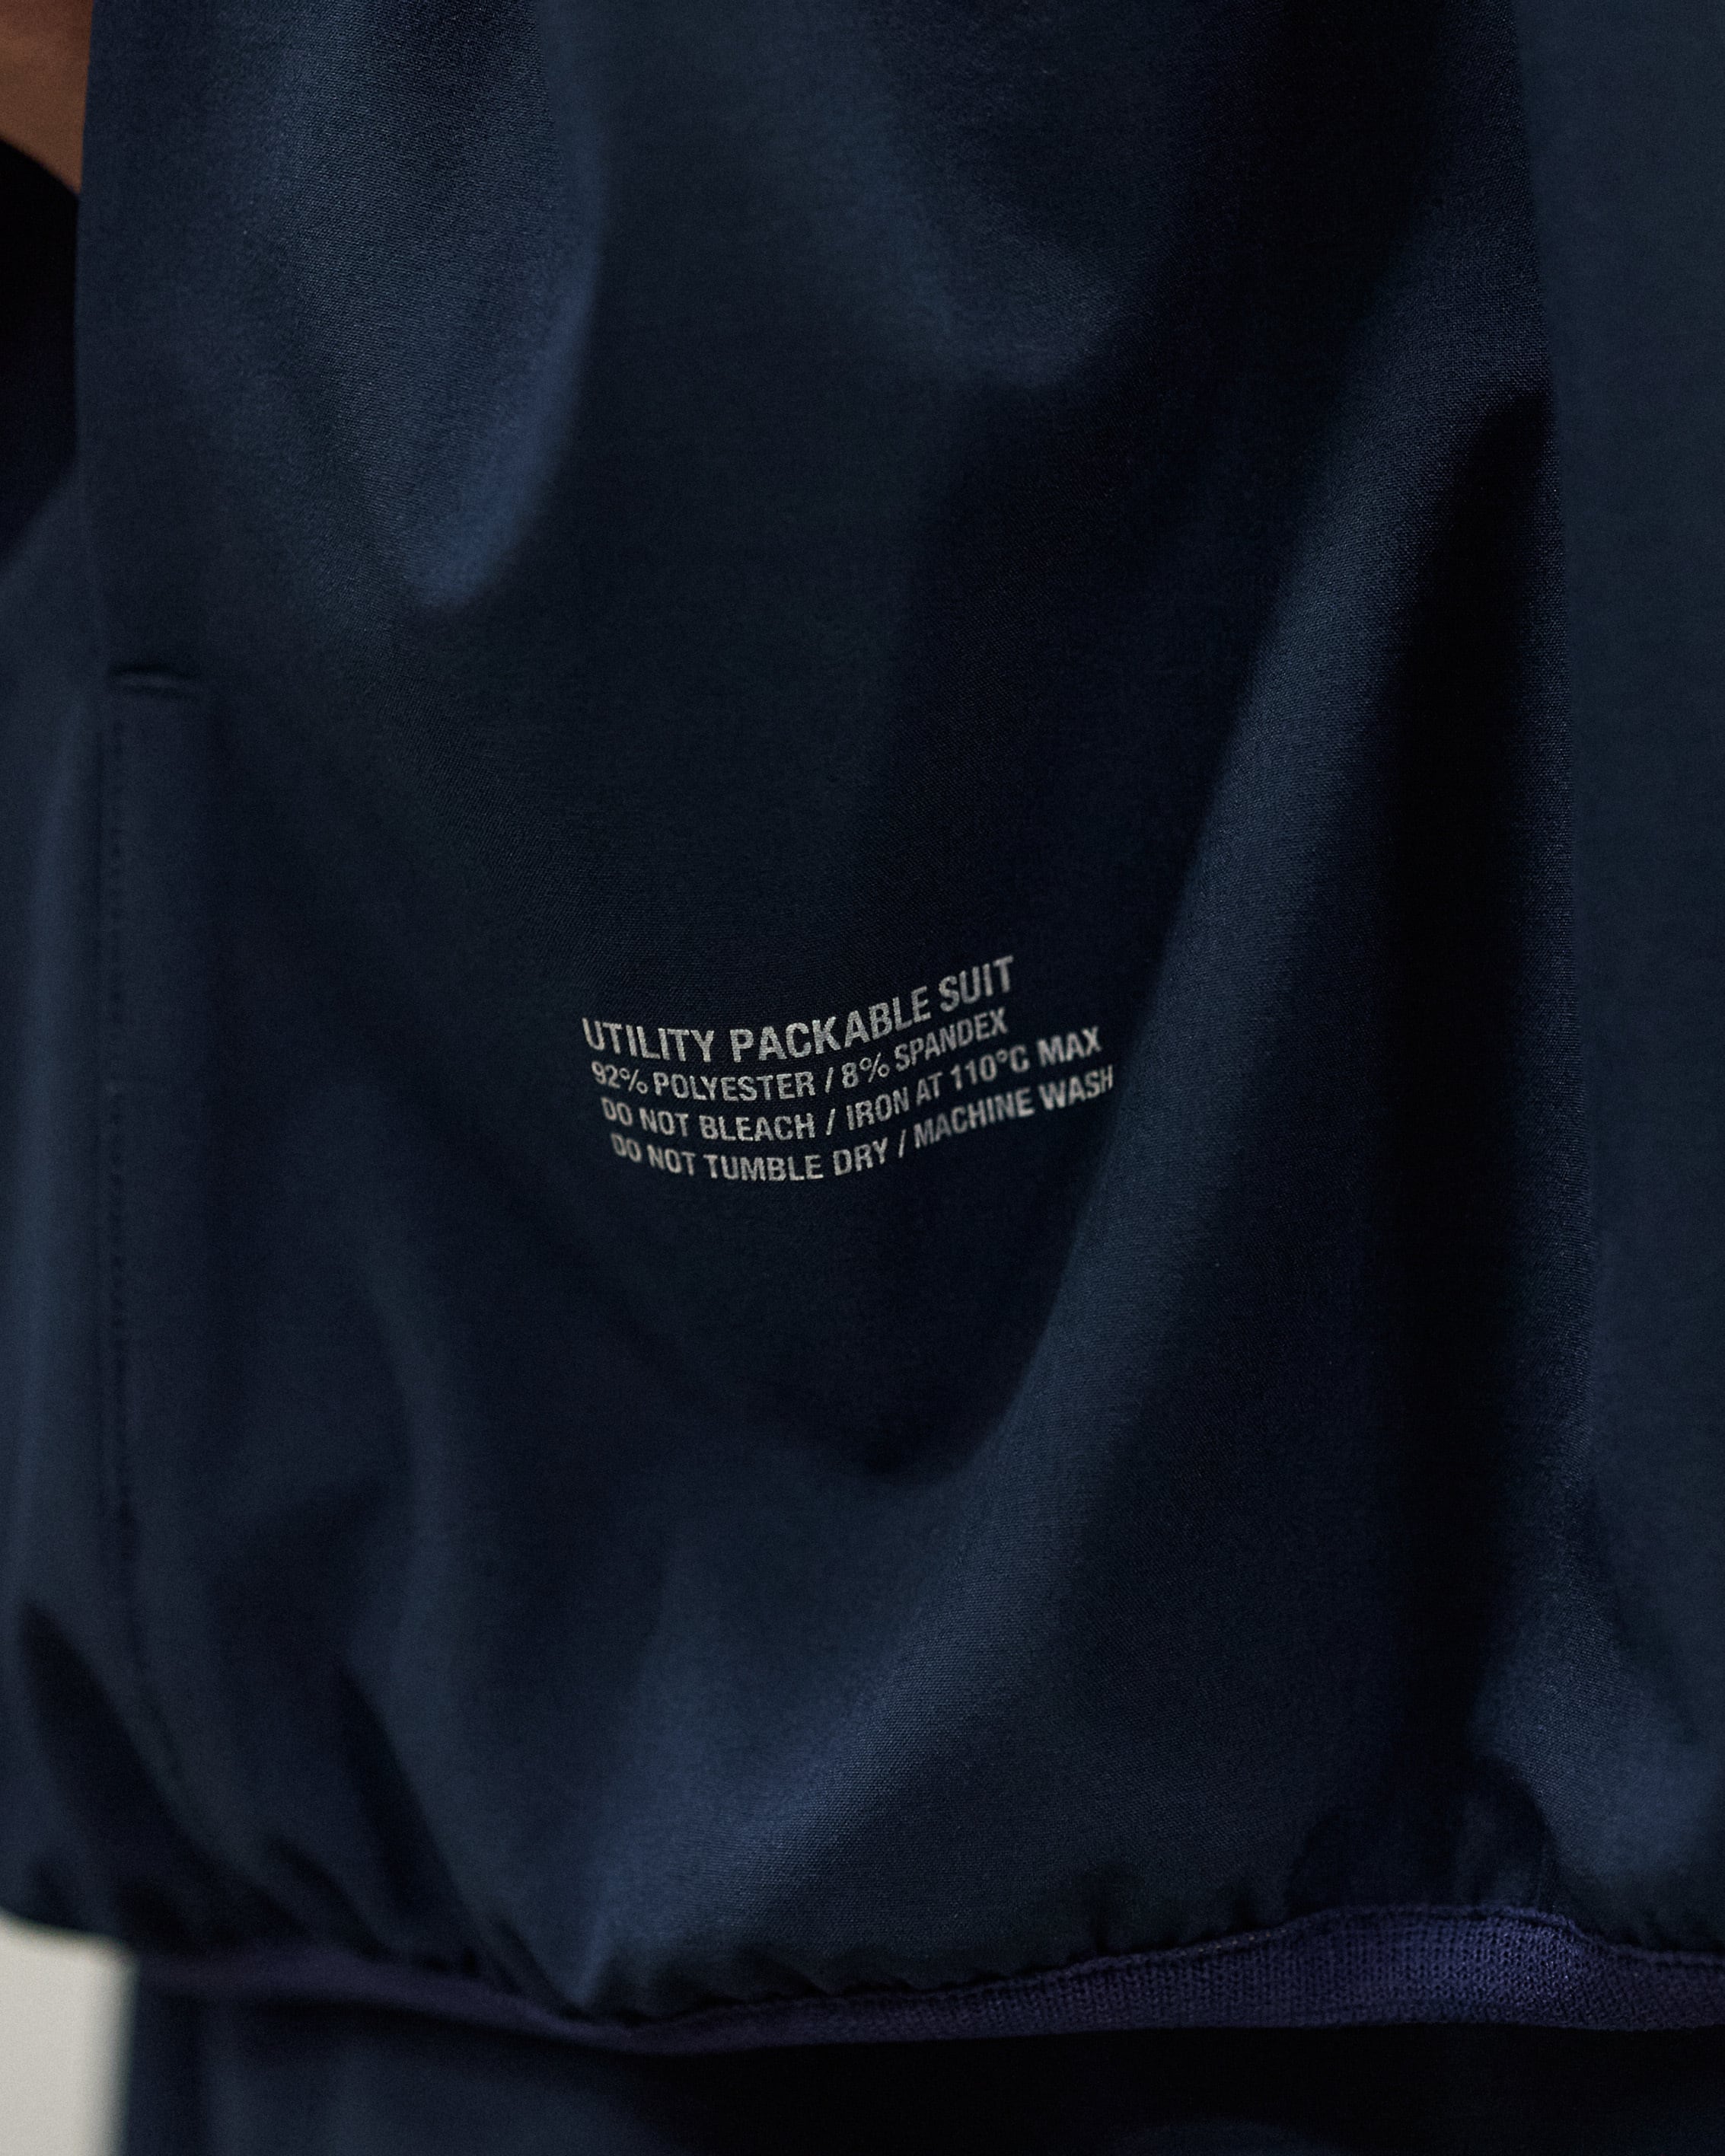 UTILITY PACKABLE SUIT
92% POLYESTER / 8% SPANDEX
DO NOT BLEACH / IRON AT 110°C MAX
DO NOT TUMBLE DRY / MACHINE WASH